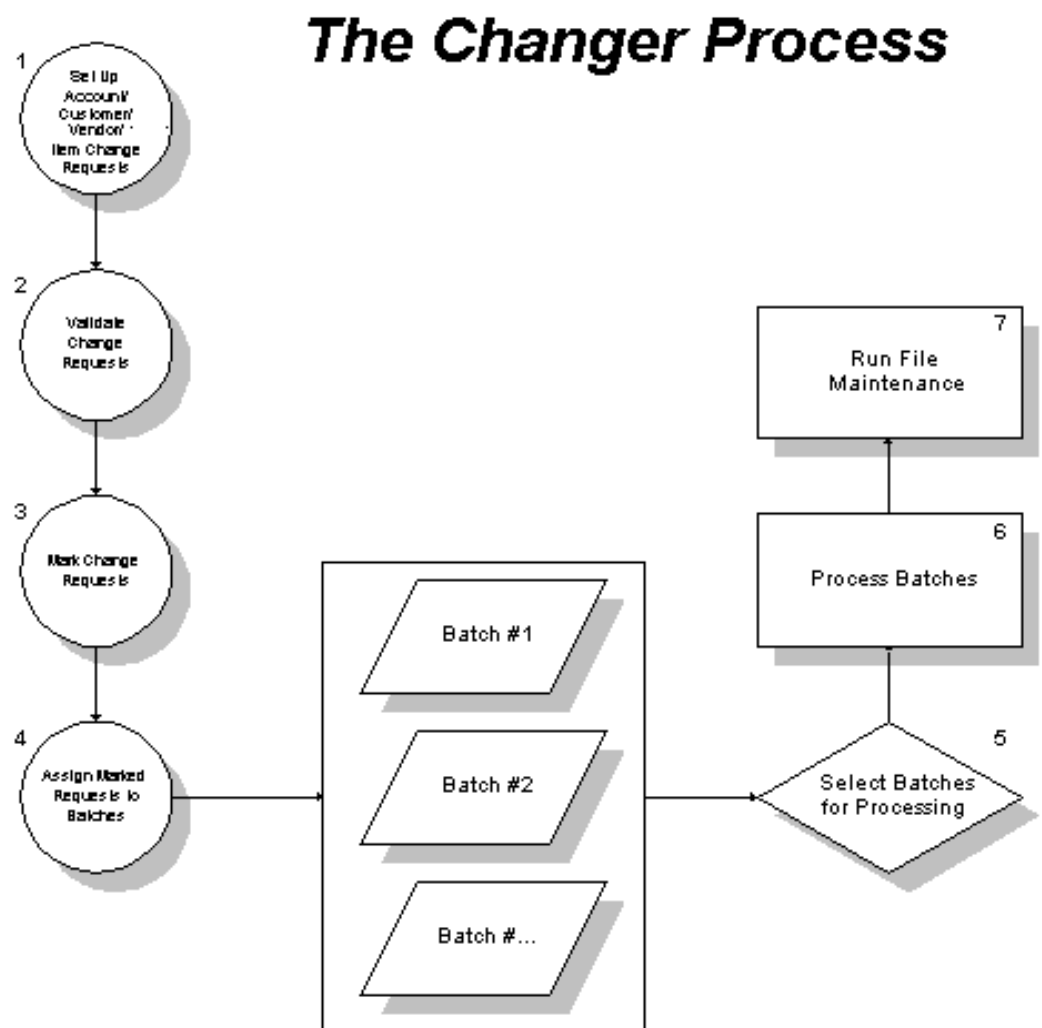 The Changer Process
1
Set Up
Account/
Customer/
Vendor/
Item Change
Requests
2
Validate
Change
Requests
3
Mark Change
Requests
4
Assign Marked
Requests to
Batches
Batch #1
Batch #2
Batch #...
5
Select Batches
for Processing
6
Process Batches
7
Run File
Maintenance